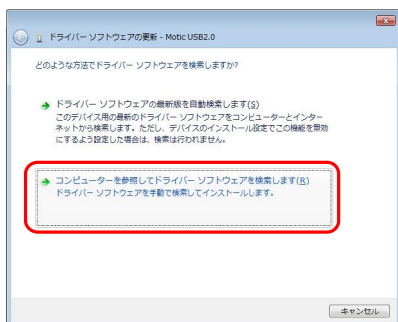 ドライバー ソフトウェアの更新 - Motic USB2.0
どのような方法でドライバー ソフトウェアを検索しますか?
ドライバー ソフトウェアの最新版を自動検索します(S)
このデバイス用の最新のドライバー ソフトウェアをコンピューターとインター
ネットから検索します。ただし、デバイスのインストール設定でこの機能を無効
にするよう設定した場合は、検索は行われません。
コンピューターを参照してドライバー ソフトウェアを検索します(R)
ドライバー ソフトウェアを手動で検索してインストールします。
キャンセル